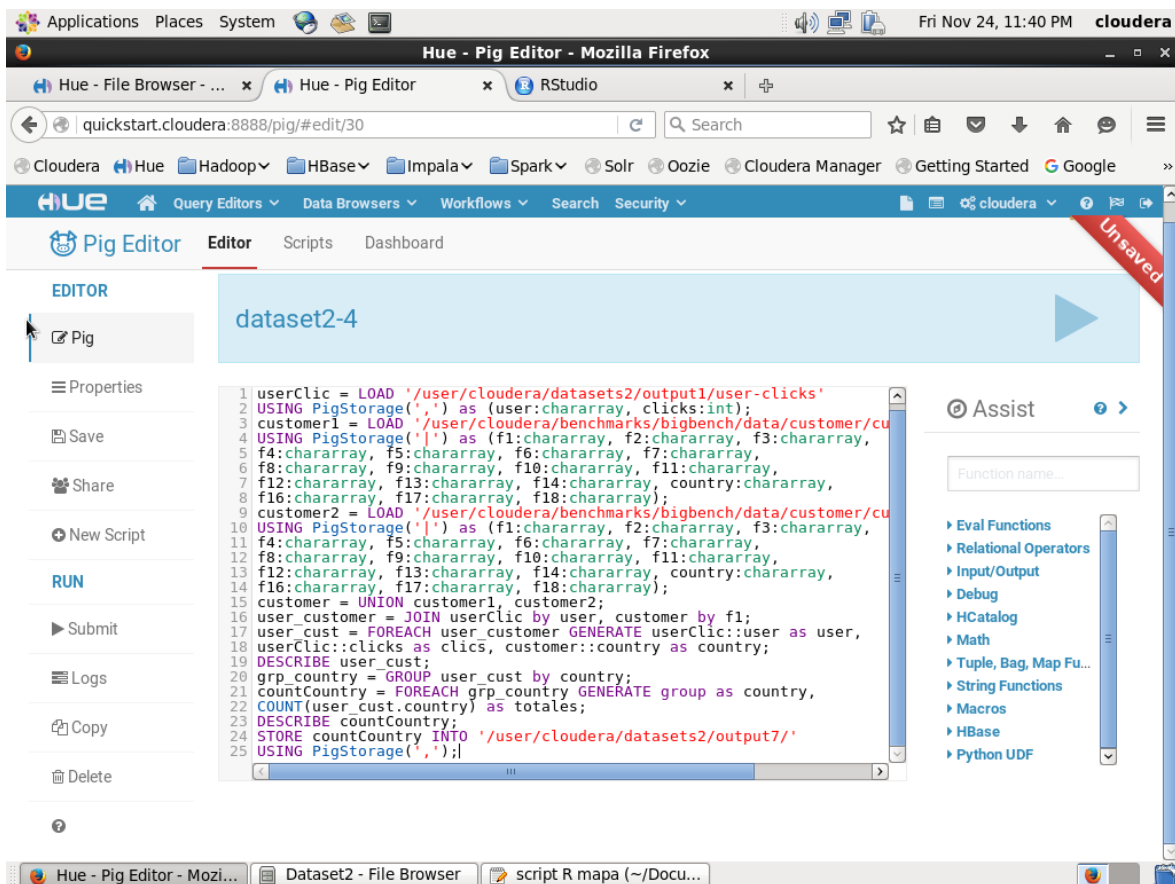 Applications Places System Fri Nov 24, 11:40 PM cloudera
Hue - Pig Editor - Mozilla Firefox
Hue - File Browser - ... Hue - Pig Editor RStudio
quickstart.cloudera:8888/pig/#edit/30 Search
Cloudera Hue Hadoop HBase Impala Spark Solr Oozie Cloudera Manager Getting Started Google »
HUE Query Editors Data Browsers Workflows Search Security cloudera
Pig Editor Editor Scripts Dashboard
Unsaved
EDITOR
Pig
Properties
Save
Share
New Script
RUN
Submit
Logs
Copy
Delete
dataset2-4
1 userClic = LOAD '/user/cloudera/datasets2/output1/user-clicks'
2 USING PigStorage(',') as (user:chararray, clicks:int);
3 customer1 = LOAD '/user/cloudera/benchmarks/bigbench/data/customer/cu
4 USING PigStorage('|') as (f1:chararray, f2:chararray, f3:chararray,
5 f4:chararray, f5:chararray, f6:chararray, f7:chararray,
6 f8:chararray, f9:chararray, f10:chararray, f11:chararray,
7 f12:chararray, f13:chararray, f14:chararray, country:chararray,
8 f16:chararray, f17:chararray, f18:chararray);
9 customer2 = LOAD '/user/cloudera/benchmarks/bigbench/data/customer/cu
10 USING PigStorage('|') as (f1:chararray, f2:chararray, f3:chararray,
11 f4:chararray, f5:chararray, f6:chararray, f7:chararray,
12 f8:chararray, f9:chararray, f10:chararray, f11:chararray,
13 f12:chararray, f13:chararray, f14:chararray, country:chararray,
14 f16:chararray, f17:chararray, f18:chararray);
15 customer = UNION customer1, customer2;
16 user_customer = JOIN userClic by user, customer by f1;
17 user_cust = FOREACH user_customer GENERATE userClic::user as user,
18 userClic::clicks as clics, customer::country as country;
19 DESCRIBE user_cust;
20 grp_country = GROUP user_cust by country;
21 countCountry = FOREACH grp_country GENERATE group as country,
22 COUNT(user_cust.country) as totales;
23 DESCRIBE countCountry;
24 STORE countCountry INTO '/user/cloudera/datasets2/output7/'
25 USING PigStorage(',');
Assist
Function name...
Eval Functions
Relational Operators
Input/Output
Debug
HCatalog
Math
Tuple, Bag, Map Fu...
String Functions
Macros
HBase
Python UDF
Hue - Pig Editor - Mozi... Dataset2 - File Browser script R mapa (~/Docu...